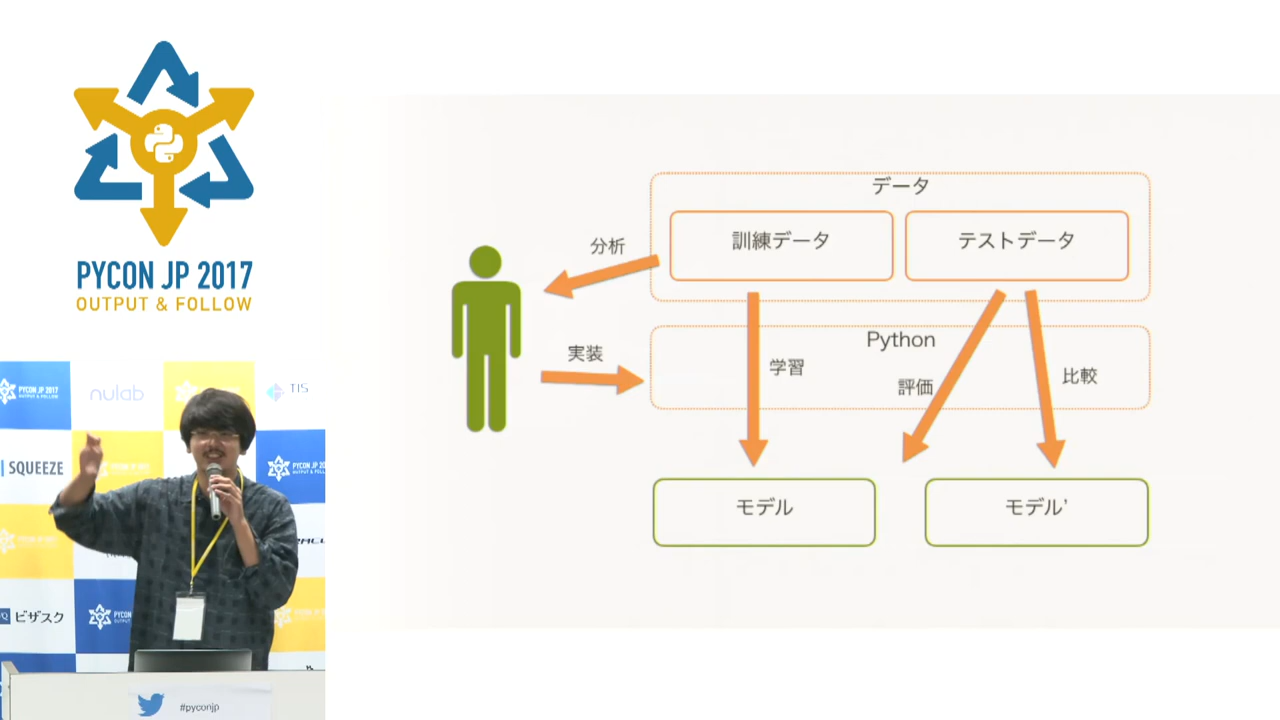 PYCON JP 2017
OUTPUT & FOLLOW
データ
訓練データ
テストデータ
分析
実装
Python
学習
評価
比較
モデル
モデル’
PYCON JP 2017
nulab
TIS
SQUEEZE
ビザスク
#pyconjp